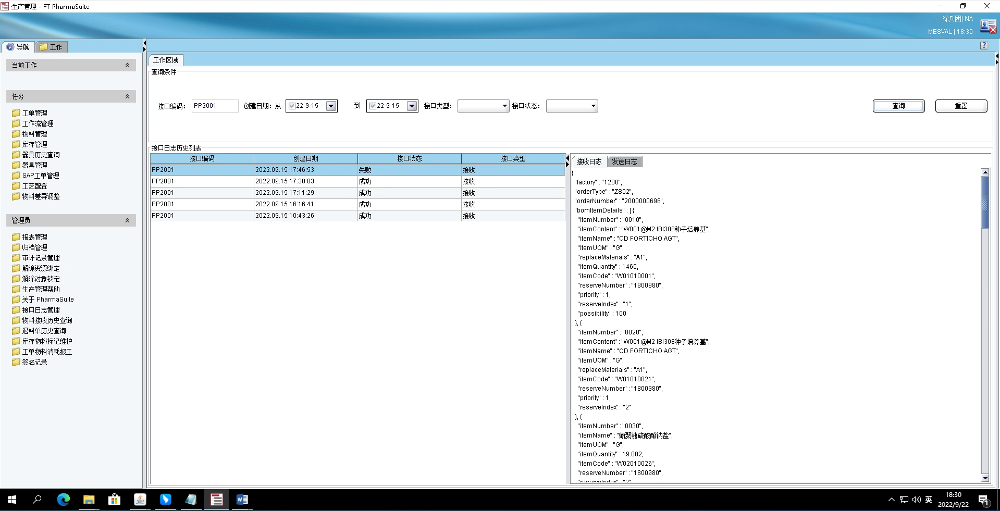 生产管理 - FT PharmaSuite
---徐兵团| NA
MESVAL | 18:30
导航
工作
当前工作
任务
工单管理
工作流管理
物料管理
库存管理
器具历史查询
器具管理
SAP工单管理
工艺配置
物料差异调整
管理员
报表管理
归档管理
审计记录管理
解除资源绑定
解除对象锁定
生产管理帮助
关于 PharmaSuite
接口日志管理
物料接收历史查询
退料单历史查询
库存物料标记维护
工单物料消耗报工
签名记录
工作区域
查询条件
接口编码： PP2001 创建日期：从 22-9-15 到 22-9-15 接口类型： 接口状态： 查询 重置
接口日志历史列表
接口编码 创建日期 接口状态 接口类型
PP2001 2022.09.15 17:46:53 失败 接收
PP2001 2022.09.15 17:30:03 成功 接收
PP2001 2022.09.15 17:11:29 成功 接收
PP2001 2022.09.15 16:16:41 成功 接收
PP2001 2022.09.15 10:43:26 成功 接收
接收日志 发送日志
{
"factory" : "1200",
"orderType" : "ZS02",
"orderNumber" : "2000000696",
"bomItemDetails" : [ {
"itemNumber" : "0010",
"itemContent" : "W001@M2 IBI308种子培养基",
"itemName" : "CD FORTICHO AGT",
"itemUOM" : "G",
"replaceMaterials" : "A1",
"itemQuantity" : 1460,
"itemCode" : "W01010001",
"reserveNumber" : "1800980",
"priority" : 1,
"reserveIndex" : "1",
"possibility" : 100
}, {
"itemNumber" : "0020",
"itemContent" : "W001@M2 IBI308种子培养基",
"itemName" : "CD FORTICHO AGT",
"itemUOM" : "G",
"replaceMaterials" : "A1",
"itemCode" : "W01010021",
"reserveNumber" : "1800980",
"priority" : 1,
"reserveIndex" : "2"
}, {
"itemNumber" : "0030",
"itemName" : "葡聚糖硫酸酯钠盐",
"itemUOM" : "G",
"itemQuantity" : 19.002,
"itemCode" : "W02010026",
"reserveNumber" : "1800980",
"reserveIndex" : "3"
英
18:30
2022/9/22
1